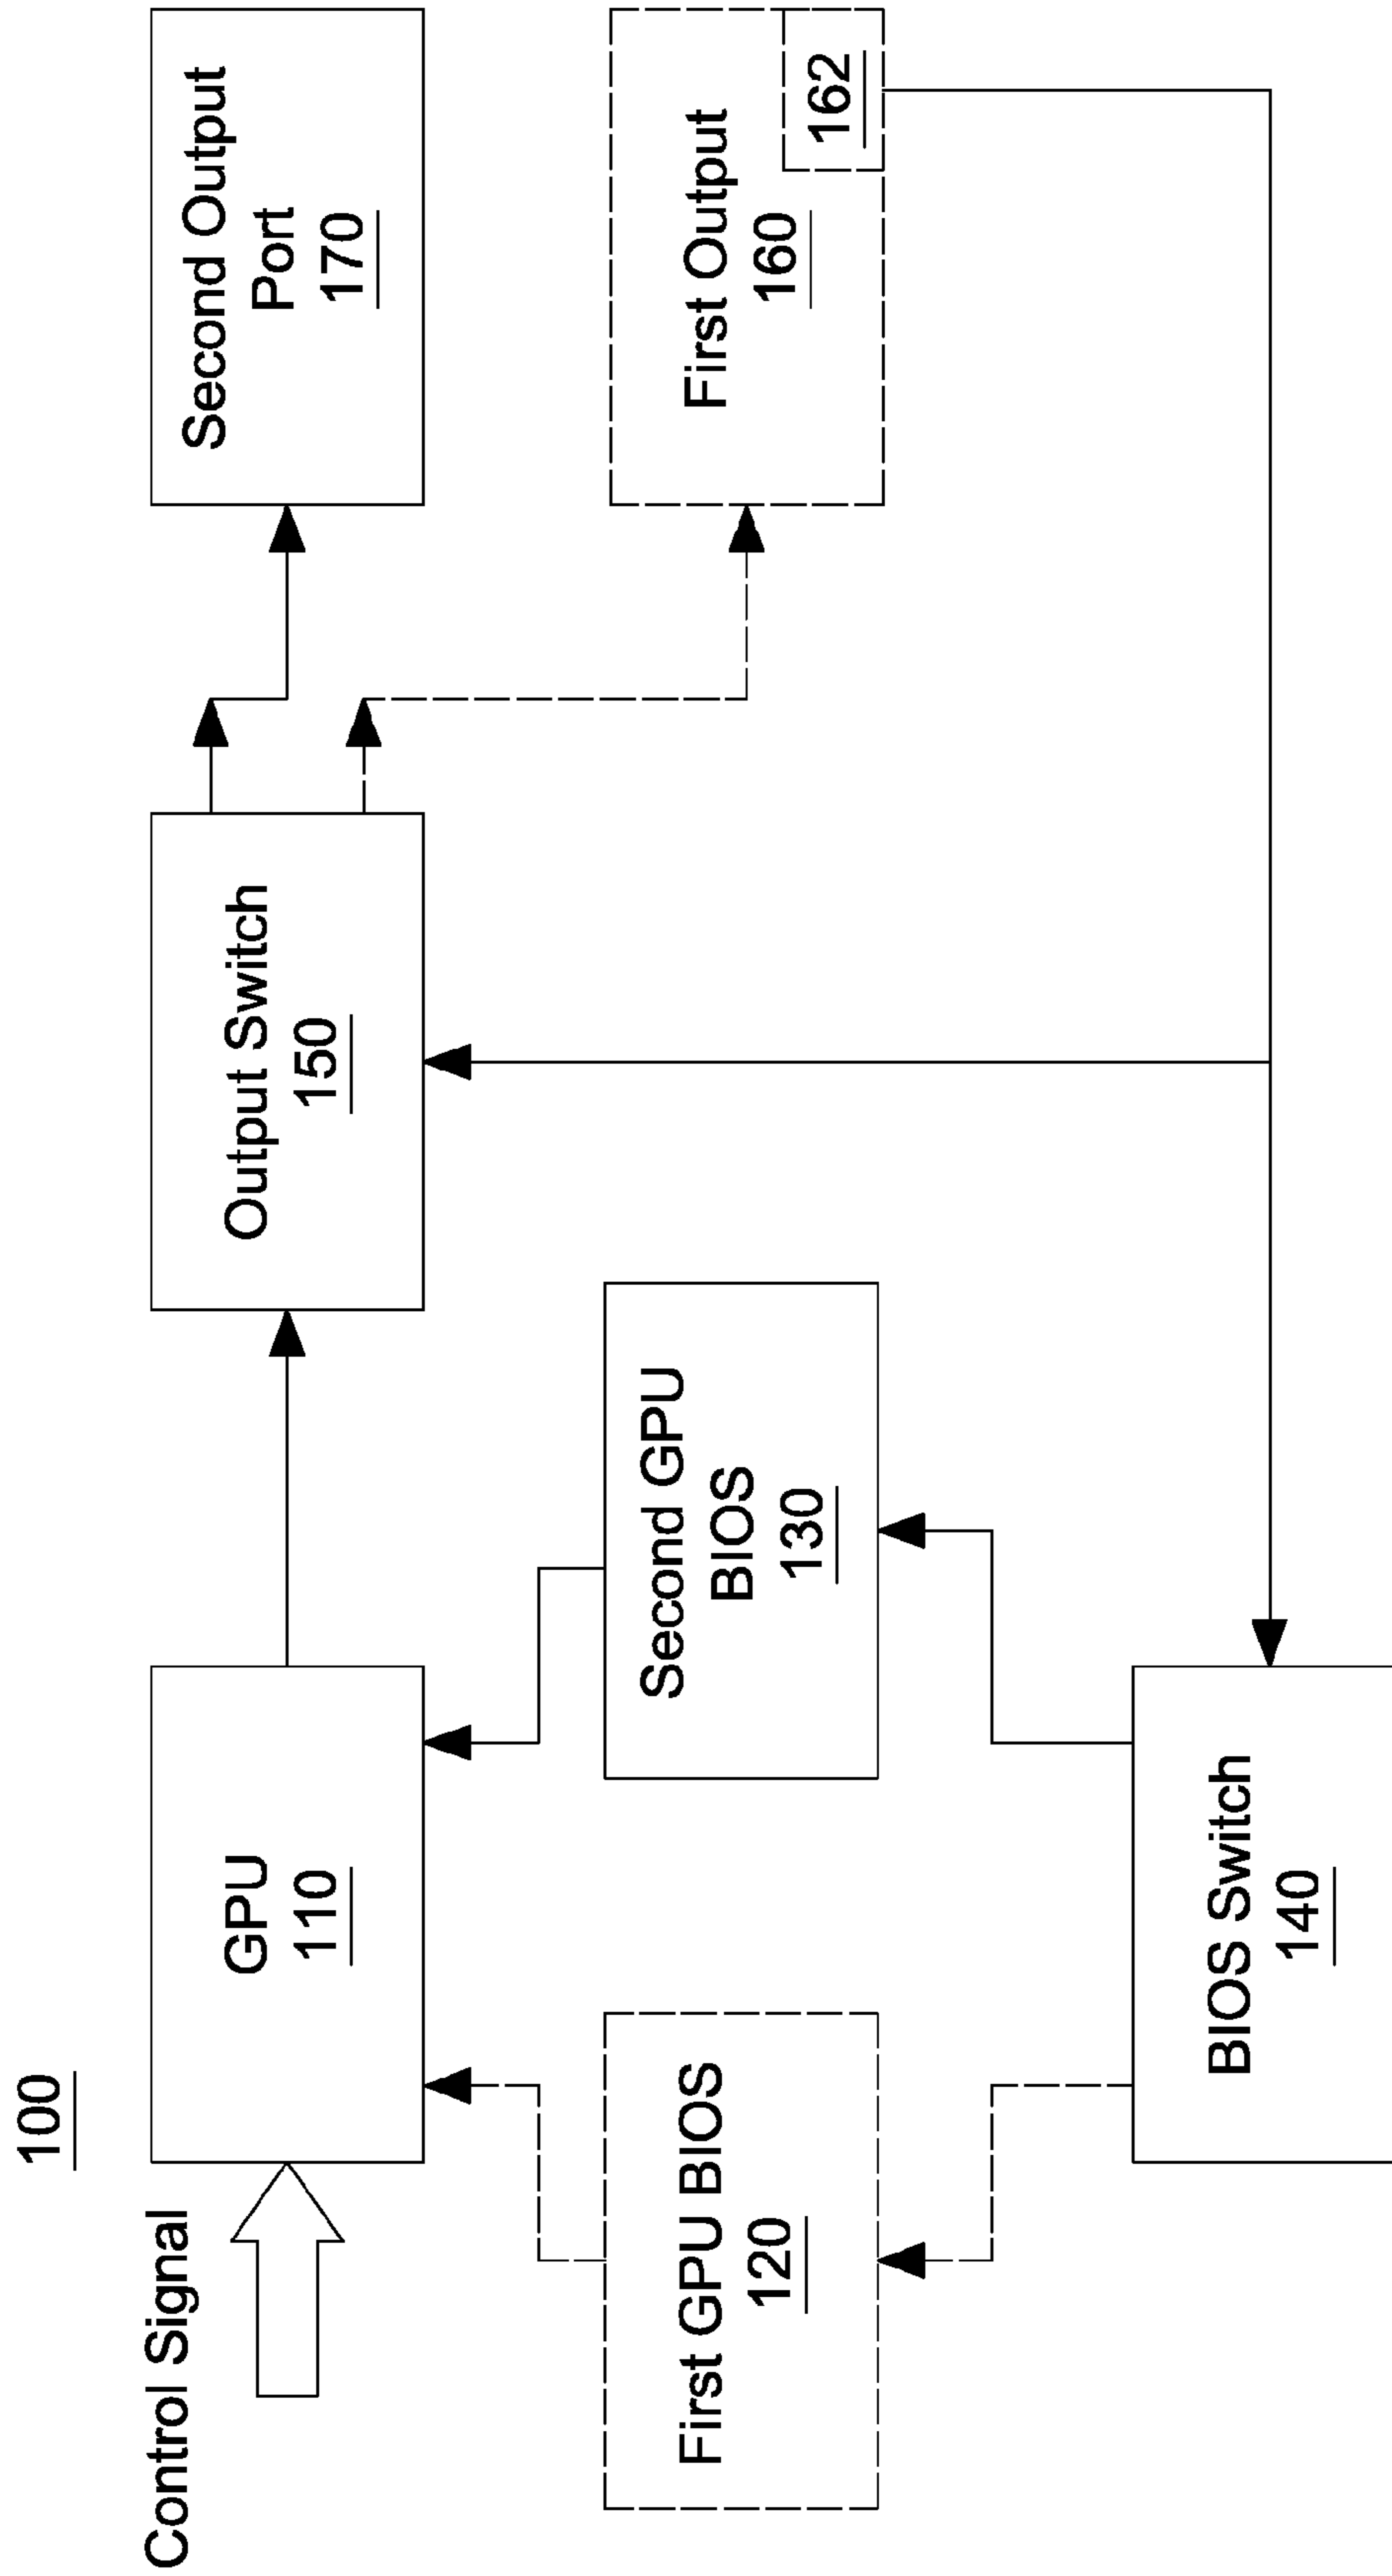 100
Control Signal
GPU
110
Output Switch
150
Second Output
Port
170
First GPU BIOS
120
Second GPU
BIOS
130
First Output
160
162
BIOS Switch
140